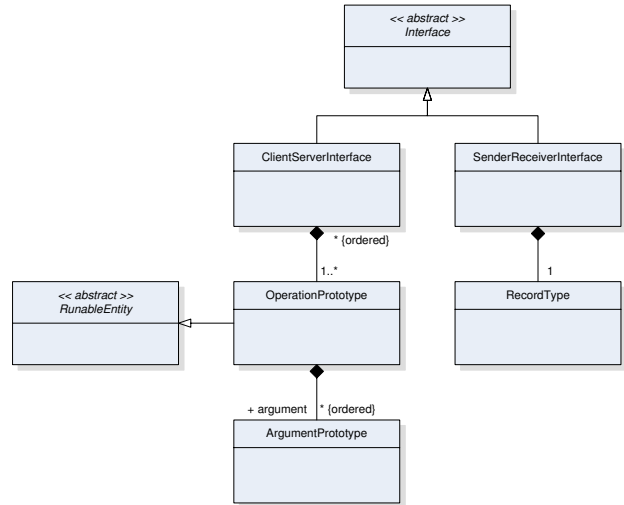 << abstract >>
Interface
ClientServerInterface
SenderReceiverInterface
* {ordered}
1..*
1
<< abstract >>
RunableEntity
OperationPrototype
RecordType
+ argument
* {ordered}
ArgumentPrototype